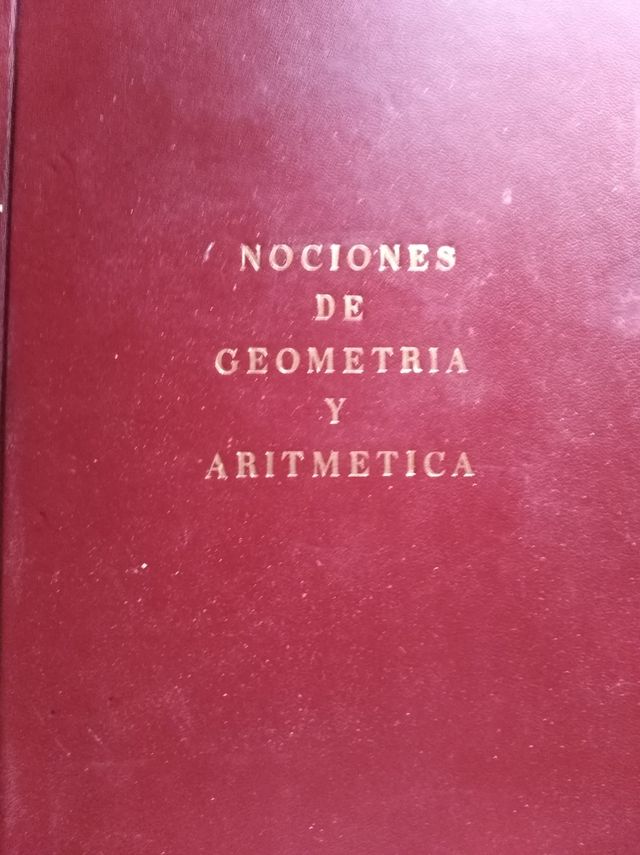 NOCIONES
DE
GEOMETRIA
Y
ARITMETICA